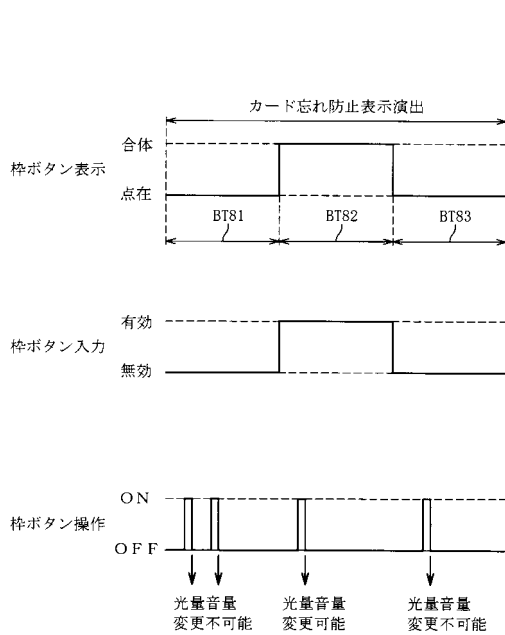 カード忘れ防止表示演出
合体
枠ボタン表示
点在
BT81 BT82 BT83
有効
枠ボタン入力
無効
ON
枠ボタン操作
OFF
光量音量 光量音量 光量音量
変更不可能 変更可能 変更不可能